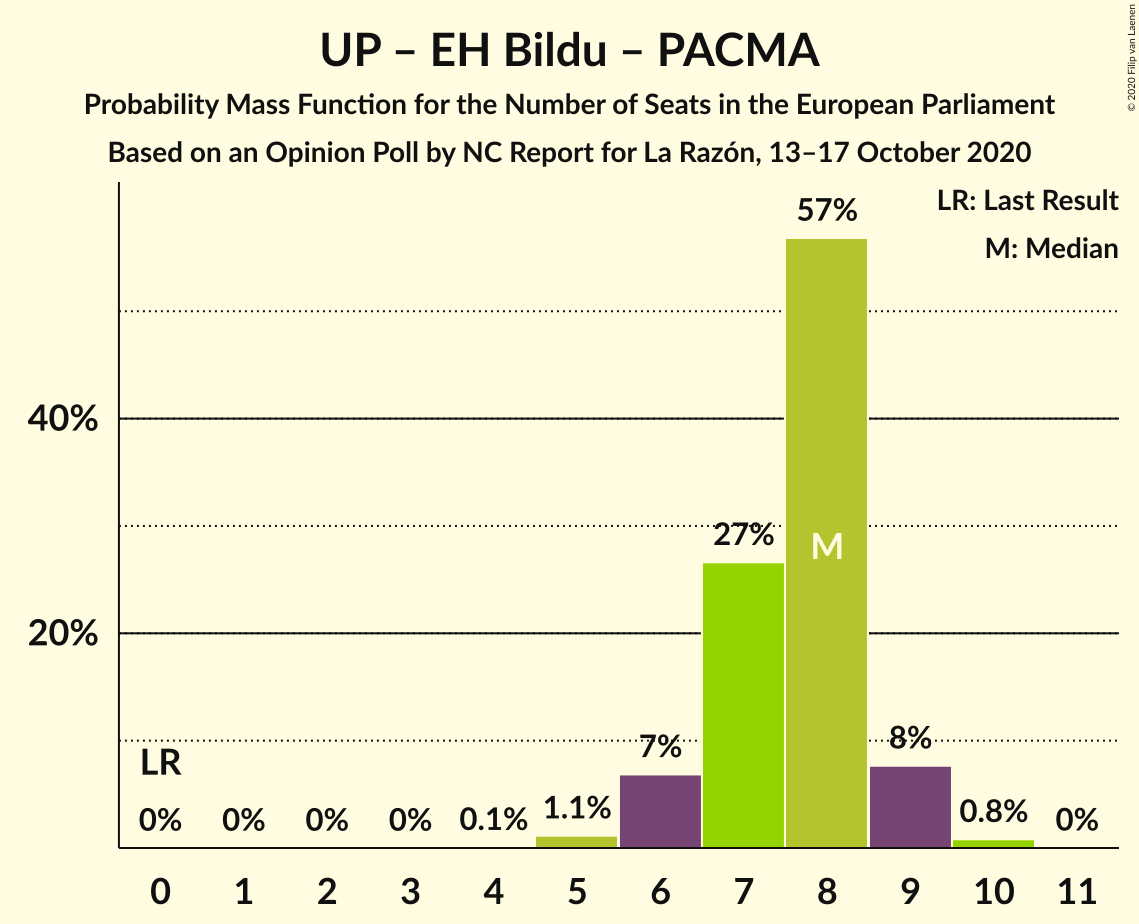 UP – EH Bildu – PACMA
Probability Mass Function for the Number of Seats in the European Parliament
Based on an Opinion Poll by NC Report for La Razón, 13–17 October 2020
© 2020 Filip van Laenen
LR: Last Result
M: Median
57%
40%
27%
M
20%
LR
7%
8%
0%
0%
0%
0%
0.1%
1.1%
0.8%
0%
0 1 2 3 4 5 6 7 8 9 10 11